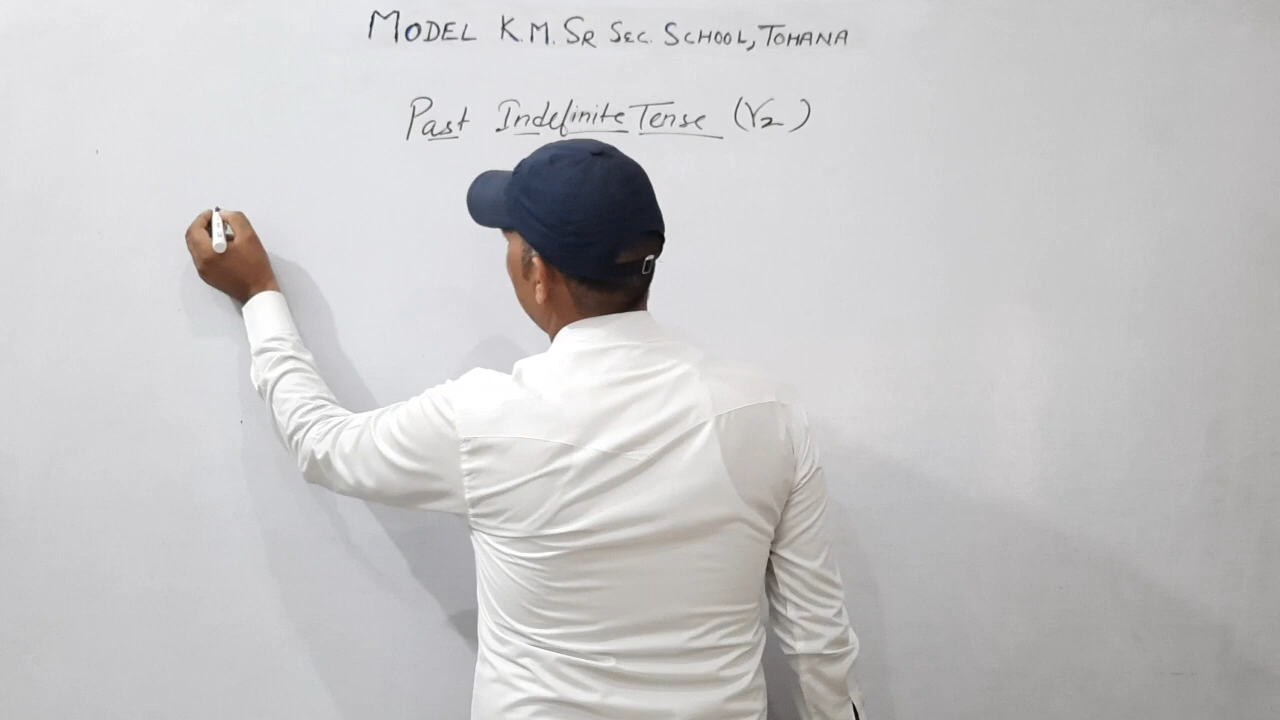 MODEL K.M. SR SEC. SCHOOL, TOHANA
Past Indefinite Tense (V2)